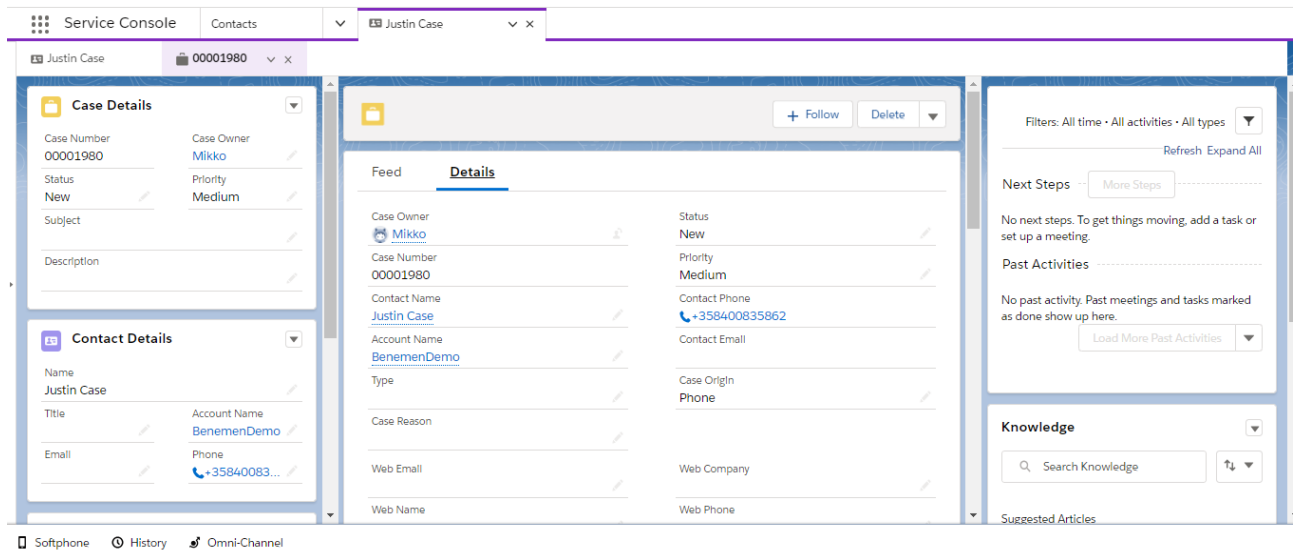 Service Console
Contacts
Justin Case
Justin Case
00001980
Case Details
Case Number
Case Owner
00001980
Mikko
Status
Priority
New
Medium
Subject
Description
Contact Details
Name
Justin Case
Title
Account Name
BenemenDemo
Email
Phone
+35840083...
+ Follow
Delete
Feed
Details
Case Owner
Status
Mikko
New
Case Number
Priority
00001980
Medium
Contact Name
Contact Phone
Justin Case
+358400835862
Account Name
Contact Email
BenemenDemo
Type
Case Origin
Phone
Case Reason
Web Email
Web Company
Web Name
Web Phone
Filters: All time • All activities • All types
Refresh Expand All
Next Steps
More Steps
No next steps. To get things moving, add a task or
set up a meeting.
Past Activities
No past activity. Past meetings and tasks marked
as done show up here.
Load More Past Activities
Knowledge
Search Knowledge
Suggested Articles
Softphone
History
Omni-Channel